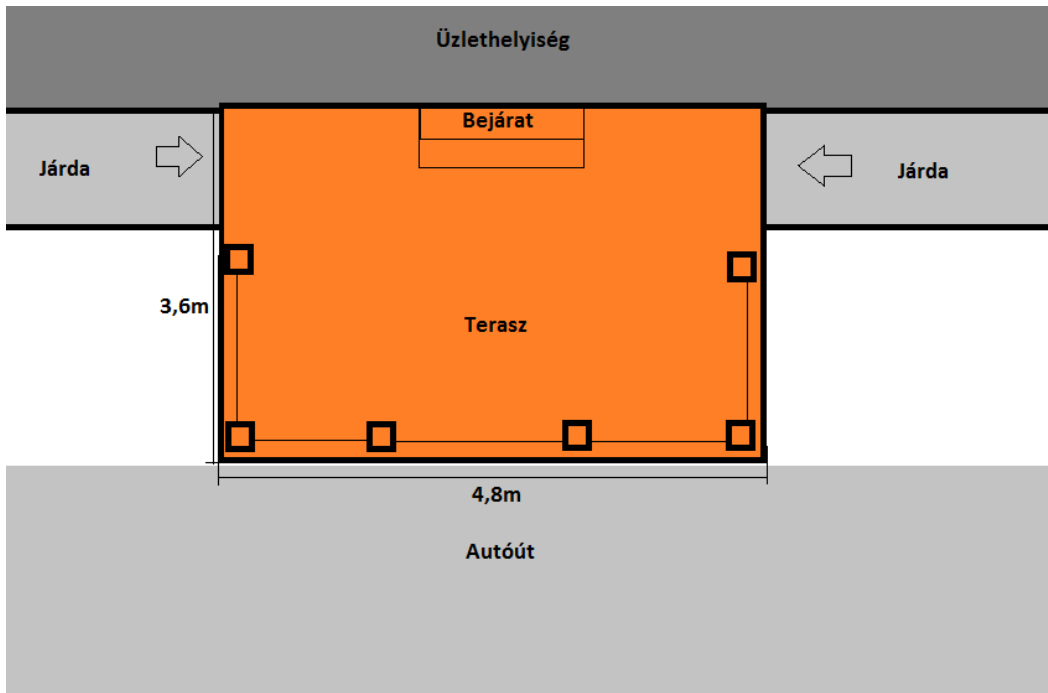 Üzlethelyiség
Bejárat
Járda
Járda
3,6m
Terasz
4,8m
Autóút